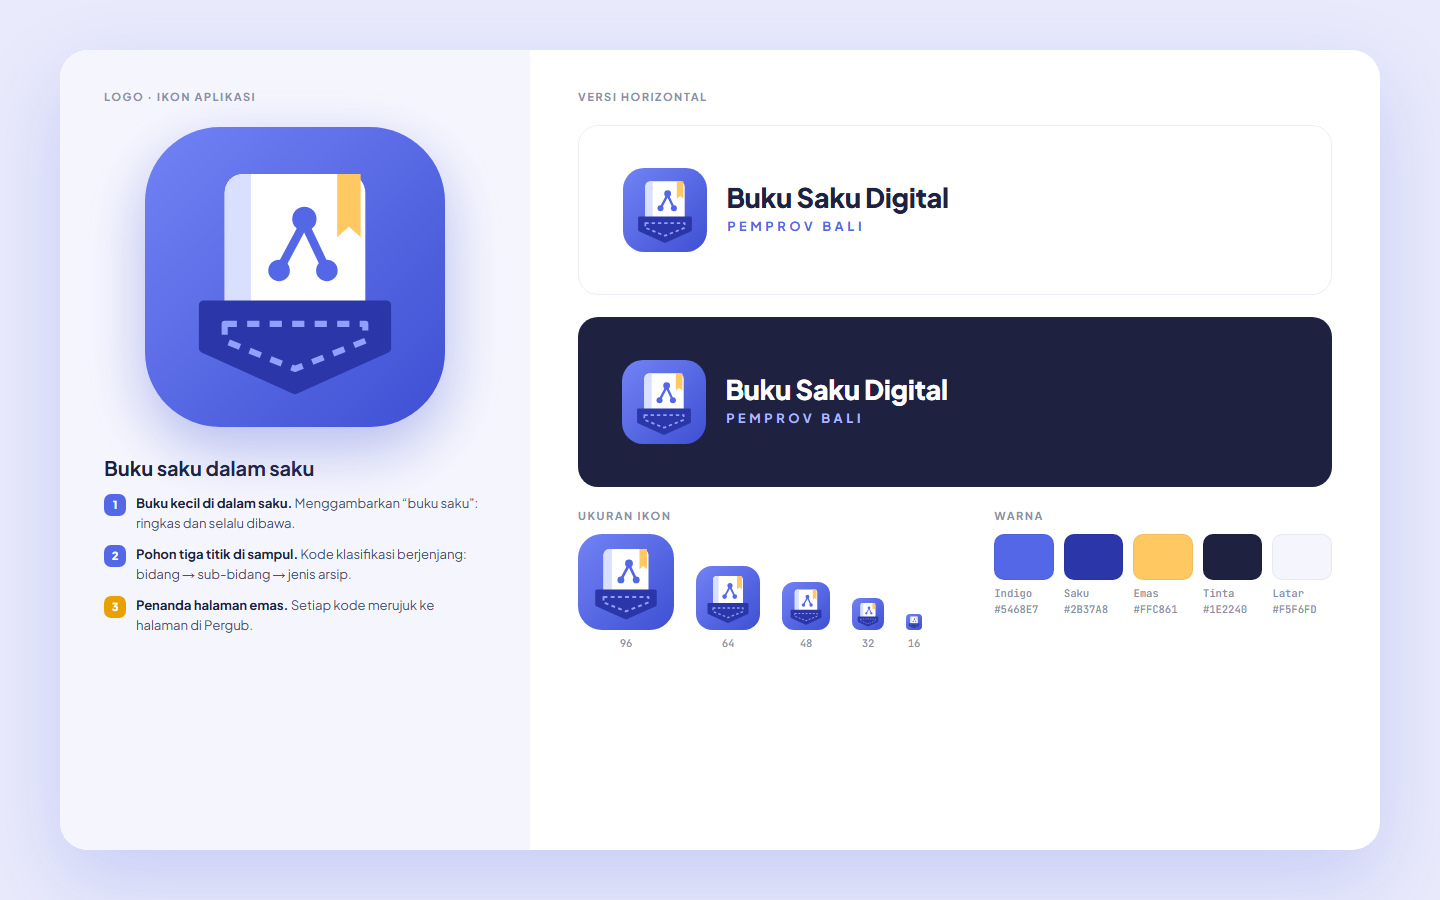 LOGO · IKON APLIKASI
Buku saku dalam saku
1 Buku kecil di dalam saku. Menggambarkan “buku saku”:
ringkas dan selalu dibawa.
2 Pohon tiga titik di sampul. Kode klasifikasi berjenjang:
bidang → sub-bidang → jenis arsip.
3 Penanda halaman emas. Setiap kode merujuk ke
halaman di Pergub.
VERSI HORIZONTAL
Buku Saku Digital
PEMPROV BALI
Buku Saku Digital
PEMPROV BALI
UKURAN IKON
96 64 48 32 16
WARNA
Indigo Saku Emas Tinta Latar
#5468E7 #2B37A8 #FFC861 #1E2240 #F5F6FD